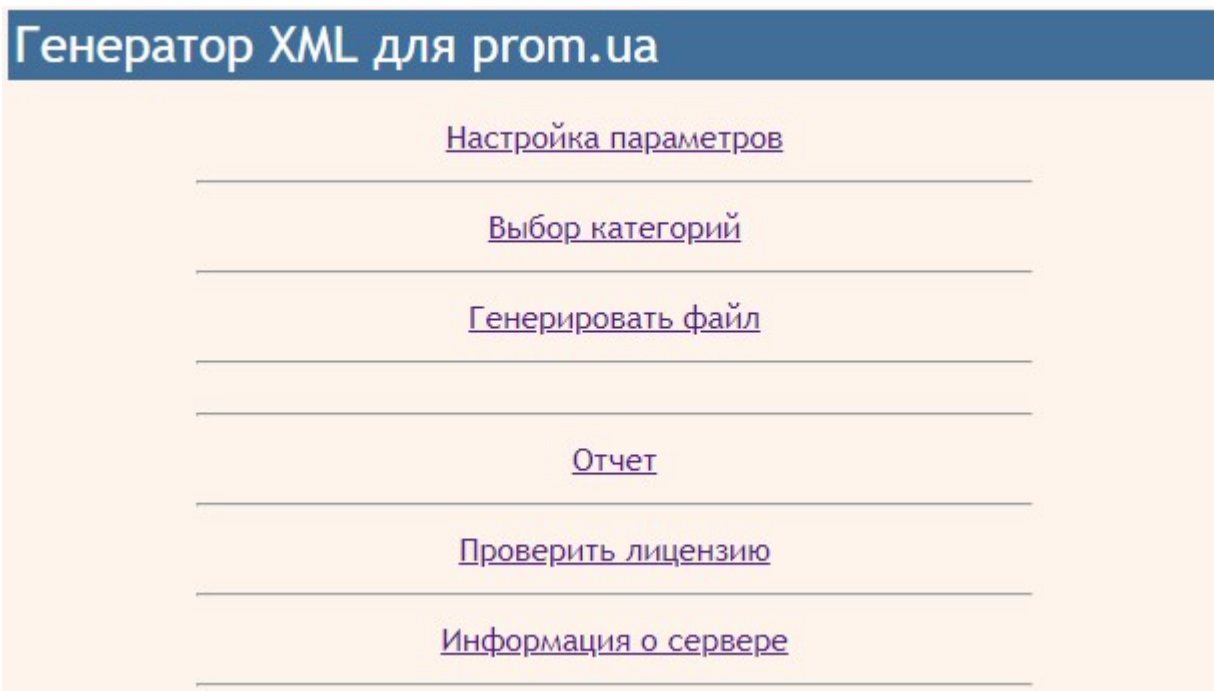 Генератор XML для prom.ua
Настройка параметров
Выбор категорий
Генерировать файл
Отчет
Проверить лицензию
Информация о сервере